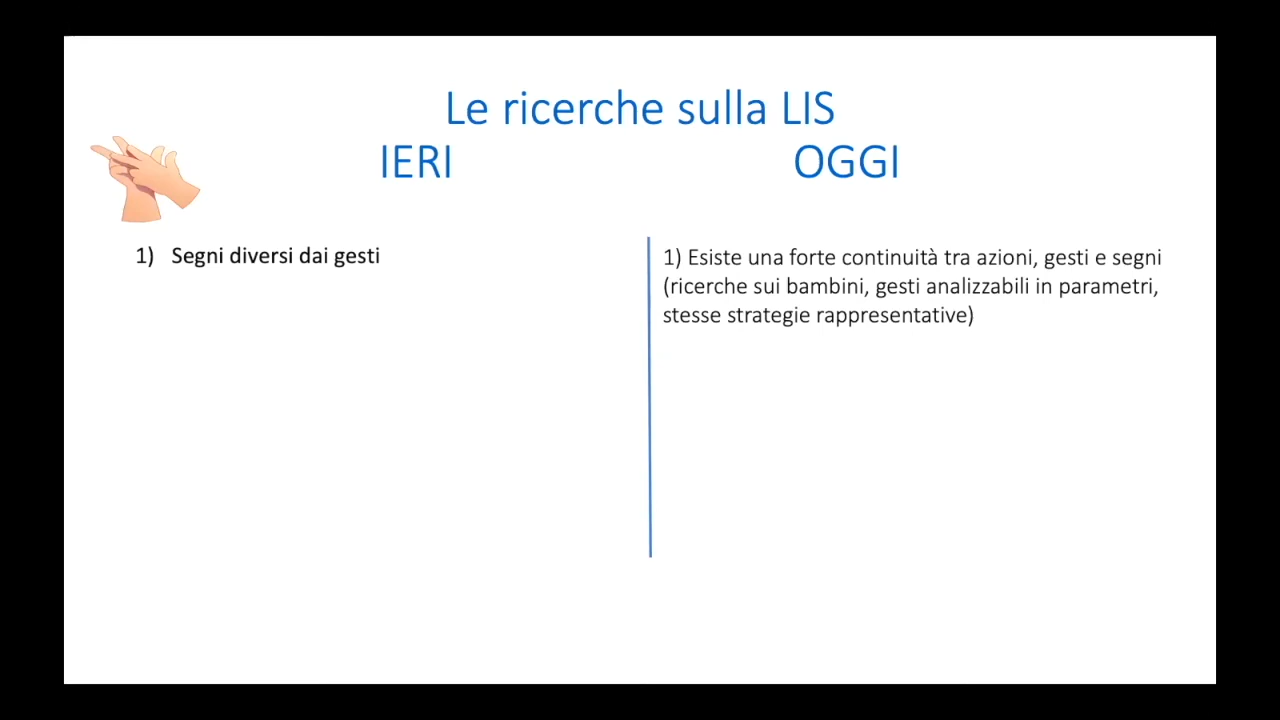 Le ricerche sulla LIS
IERI OGGI
1) Segni diversi dai gesti
1) Esiste una forte continuità tra azioni, gesti e segni
(ricerche sui bambini, gesti analizzabili in parametri,
stesse strategie rappresentative)